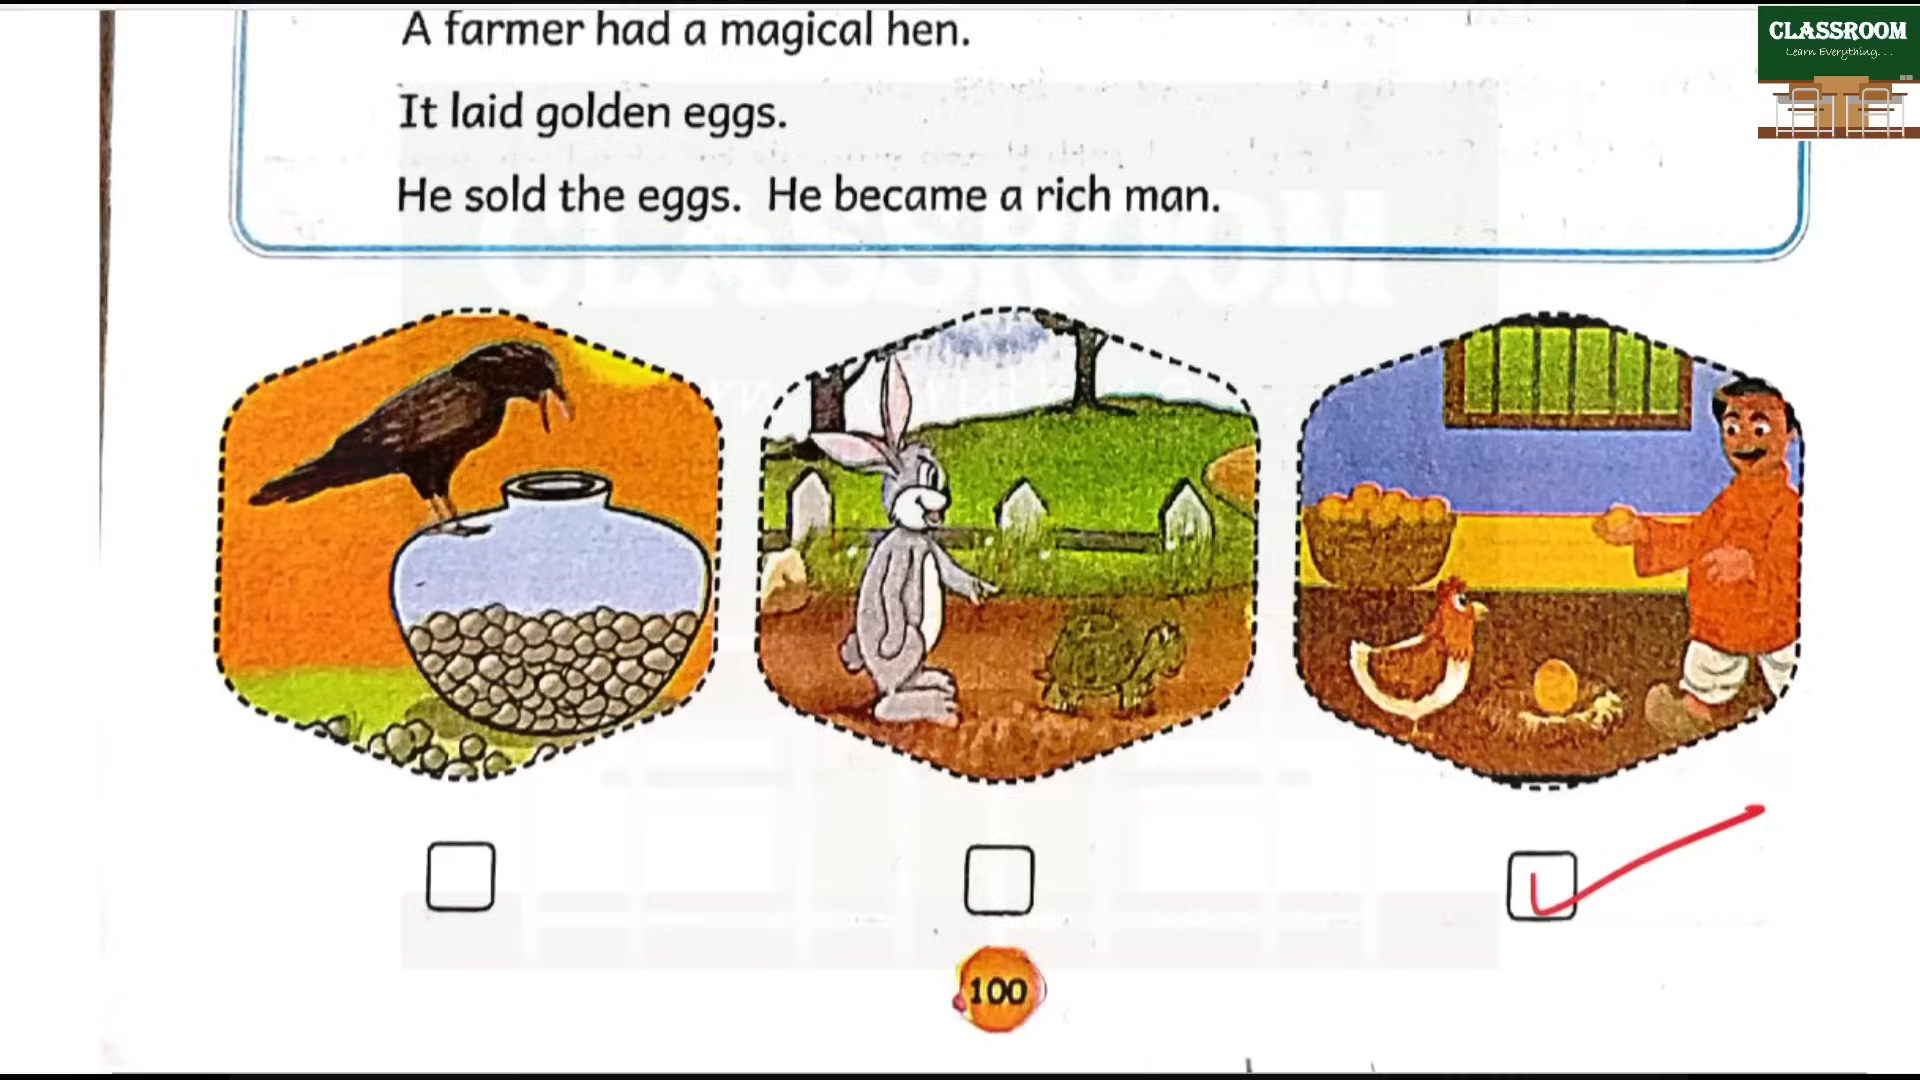 A farmer had a magical hen.
It laid golden eggs.
He sold the eggs. He became a rich man.
CLASSROOM
Learn Everything...
100